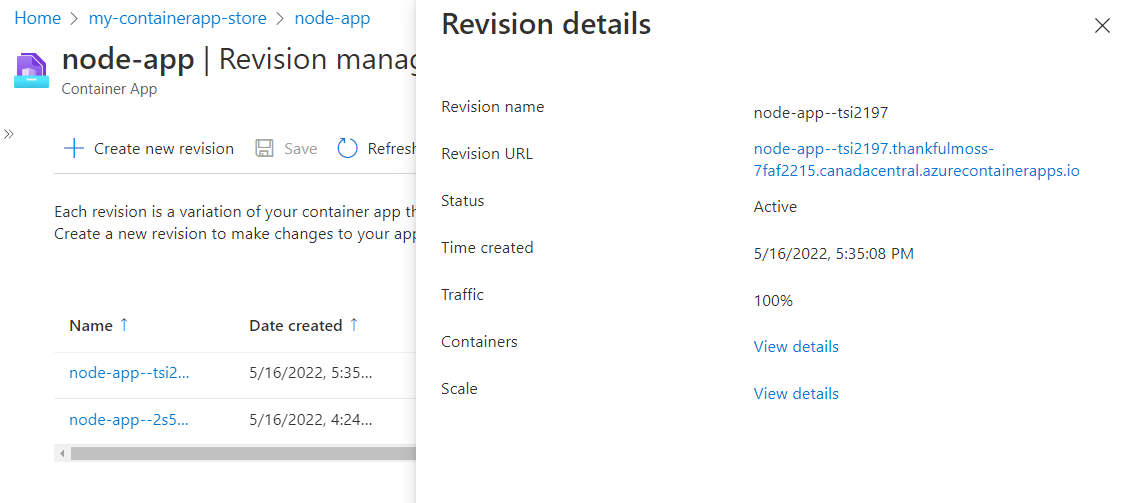 Home > my-containerapp-store > node-app
node-app | Revision manag
Container App
Create new revision Save Refresh
Each revision is a variation of your container app th
Create a new revision to make changes to your app
Name ↑ Date created ↑
node-app--tsi2... 5/16/2022, 5:35...
node-app--2s5... 5/16/2022, 4:24...
Revision details
Revision name node-app--tsi2197
Revision URL node-app--tsi2197.thankfulmoss-
7faf2215.canadacentral.azurecontainerapps.io
Status Active
Time created 5/16/2022, 5:35:08 PM
Traffic 100%
Containers View details
Scale View details